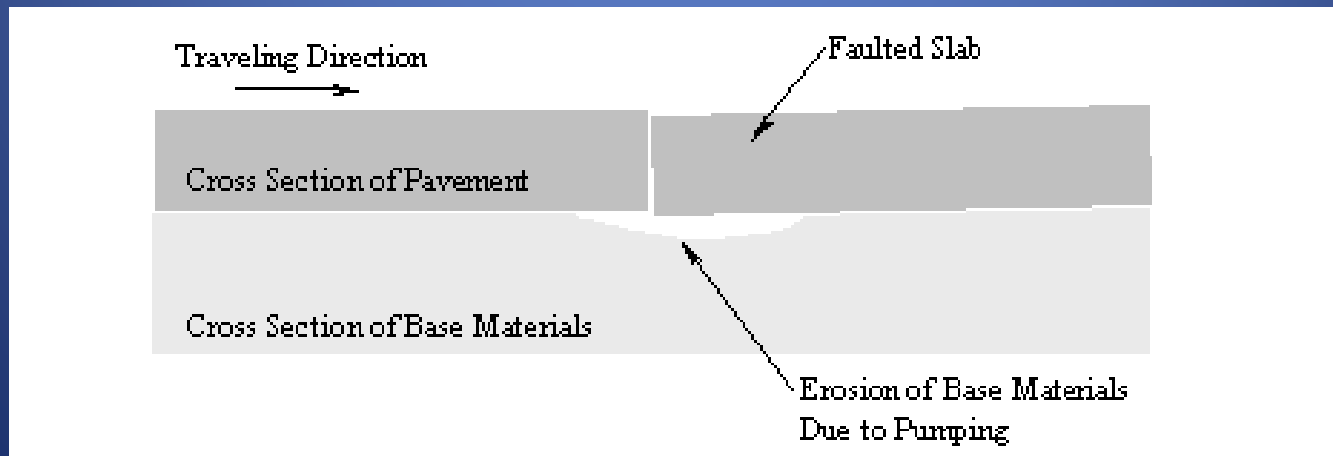 Traveling Direction
Faulted Slab
Cross Section of Pavement
Cross Section of Base Materials
Erosion of Base Materials
Due to Pumping